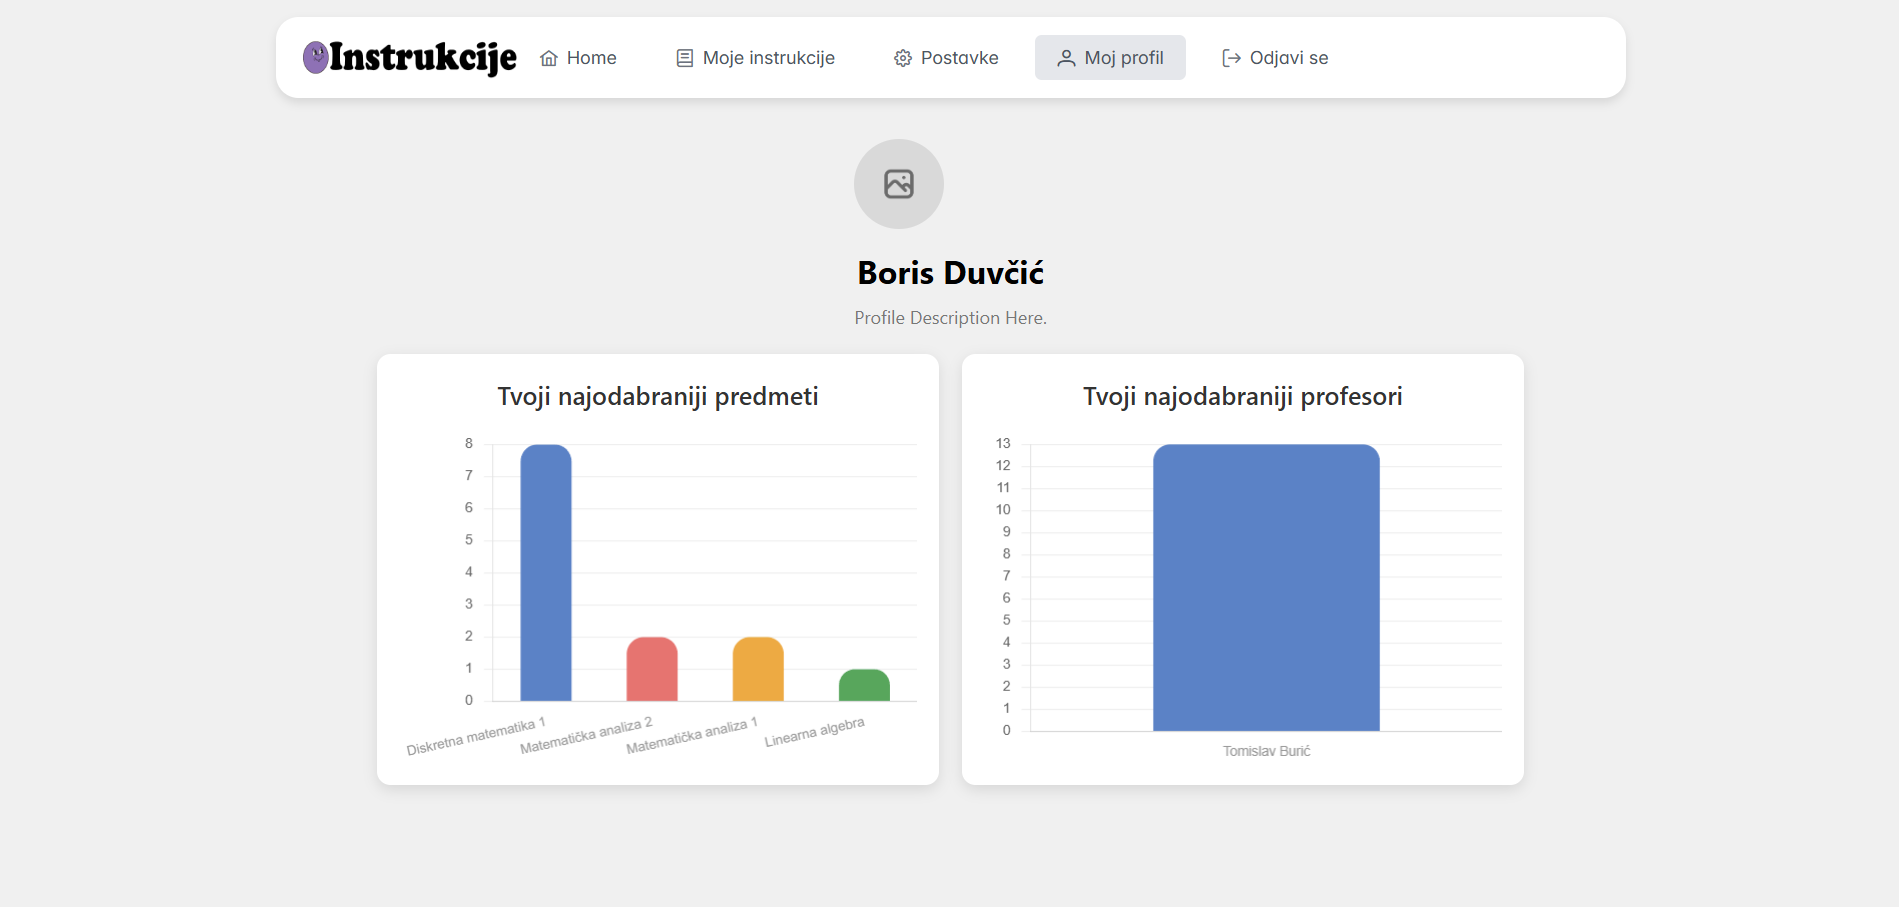 Instrukcije Home Moje instrukcije Postavke Moj profil Odjavi se
Boris Duvčić
Profile Description Here.
Tvoji najodabraniji predmeti
8
7
6
5
4
3
2
1
0
Diskretna matematika 1
Matematička analiza 2
Matematička analiza 1
Linearna algebra
Tvoji najodabraniji profesori
13
12
11
10
9
8
7
6
5
4
3
2
1
0
Tomislav Burić